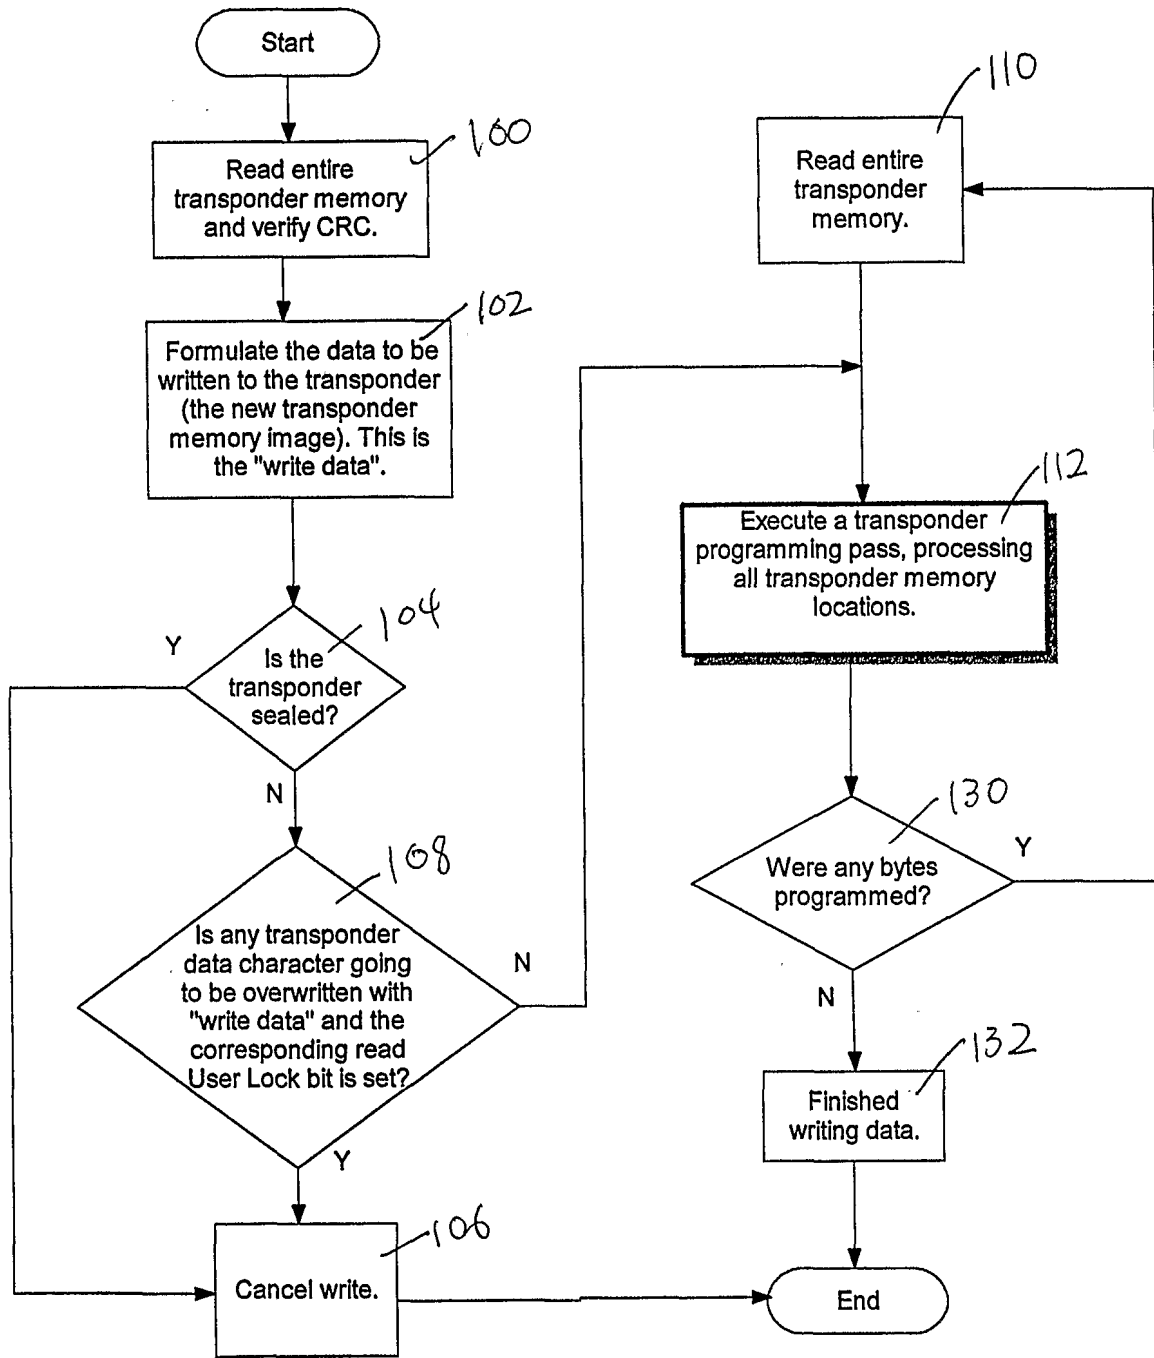 Start
100
Read entire
transponder memory
and verify CRC.
102
Formulate the data to be
written to the transponder
(the new transponder
memory image). This is
the "write data".
104
Y
Is the
transponder
sealed?
N
108
Is any transponder
data character going
to be overwritten with
"write data" and the
corresponding read
User Lock bit is set?
N
Y
106
Cancel write.
110
Read entire
transponder
memory.
112
Execute a transponder
programming pass, processing
all transponder memory
locations.
130
Were any bytes
programmed?
Y
N
132
Finished
writing data.
End